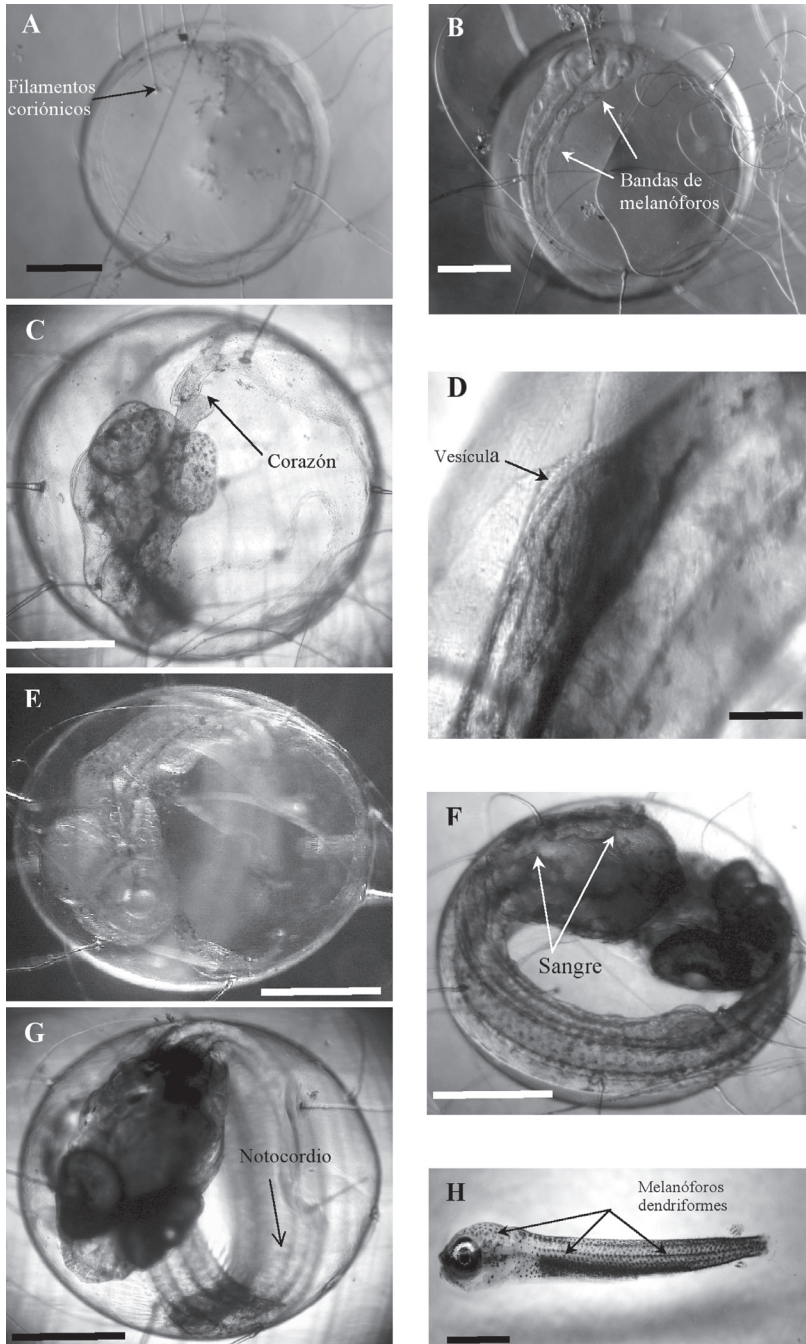 A
Filamentos
coriónicos
B
Bandas de
melanóforos
C
Corazón
D
Vesícula
E
F
Sangre
G
Notocordio
H
Melanóforos
dendriformes